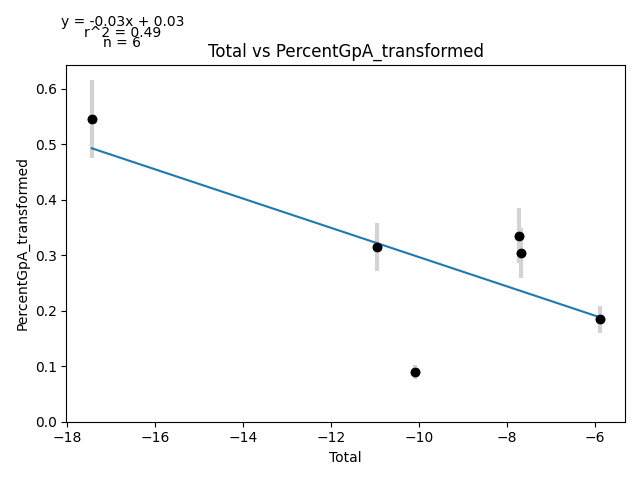 y = -0.03x + 0.03
r^2 = 0.49
n = 6
Total vs PercentGpA_transformed
PercentGpA_transformed
0.6
0.5
0.4
0.3
0.2
0.1
0.0
−18 −16 −14 −12 −10 −8 −6
Total